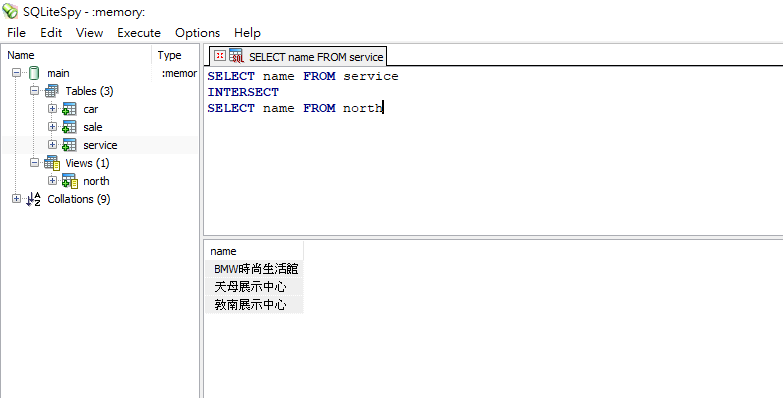 SQLiteSpy - :memory:
File Edit View Execute Options Help
Name Type
main :memor
Tables (3)
car
sale
service
Views (1)
north
Collations (9)
SELECT name FROM service
SELECT name FROM service
INTERSECT
SELECT name FROM north
name
BMW時尚生活館
天母展示中心
敦南展示中心